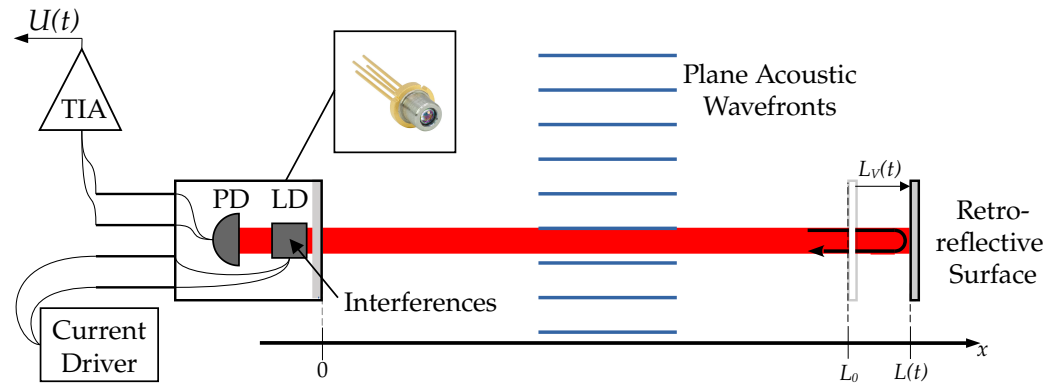 U(t)
TIA
PD LD
Plane Acoustic
Wavefronts
L_V(t)
Retro-
reflective
Surface
Interferences
Current
Driver
x
0
L_0
L(t)